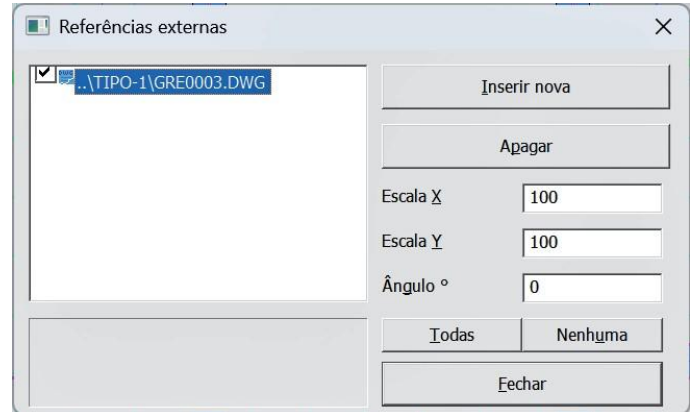 Referências externas
..\TIPO-1\GRE0003.DWG
Inserir nova
Apagar
Escala X
100
Escala Y
100
Ângulo º
0
Todas
Nenhuma
Fechar